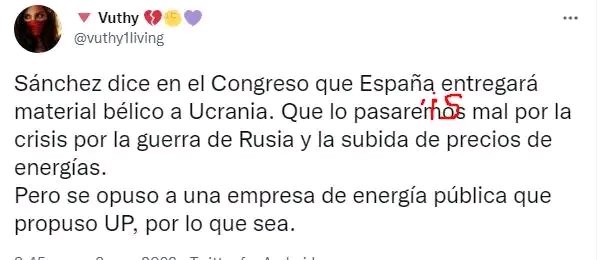 Vuthy
@vuthy1living
Sánchez dice en el Congreso que España entregará
material bélico a Ucrania. Que lo pasaremos mal por la
crisis por la guerra de Rusia y la subida de precios de
energías.
Pero se opuso a una empresa de energía pública que
propuso UP, por lo que sea.